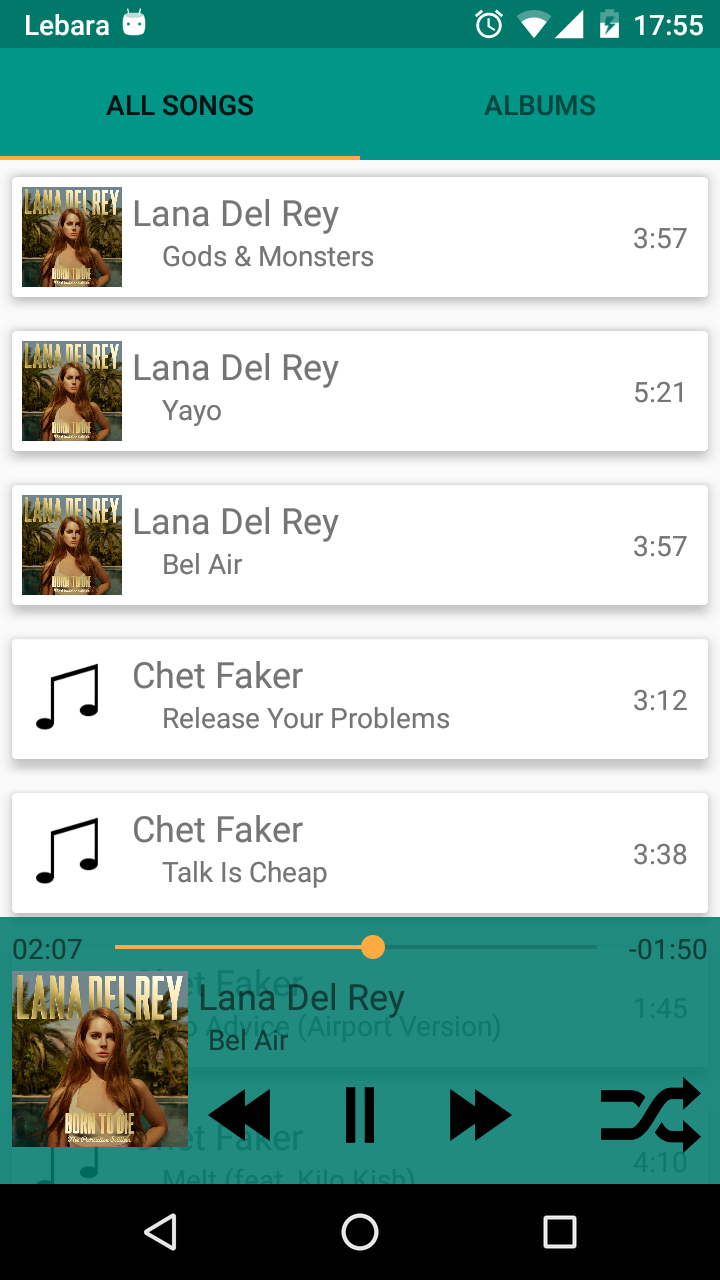 Lebara 17:55
ALL SONGS ALBUMS
LANA DEL REY
BORN TO DIE
Lana Del Rey
Gods & Monsters
3:57
LANA DEL REY
BORN TO DIE
Lana Del Rey
Yayo
5:21
LANA DEL REY
BORN TO DIE
Lana Del Rey
Bel Air
3:57
Chet Faker
Release Your Problems
3:12
Chet Faker
Talk Is Cheap
3:38
02:07 -01:50
LANA DEL REY
BORN TO DIE
The Paradise Edition
Lana Del Rey
Bel Air
Chet Faker
Advice (Airport Version)
1:45
Chet Faker
Melt (feat. Kilo Kish)
4:10